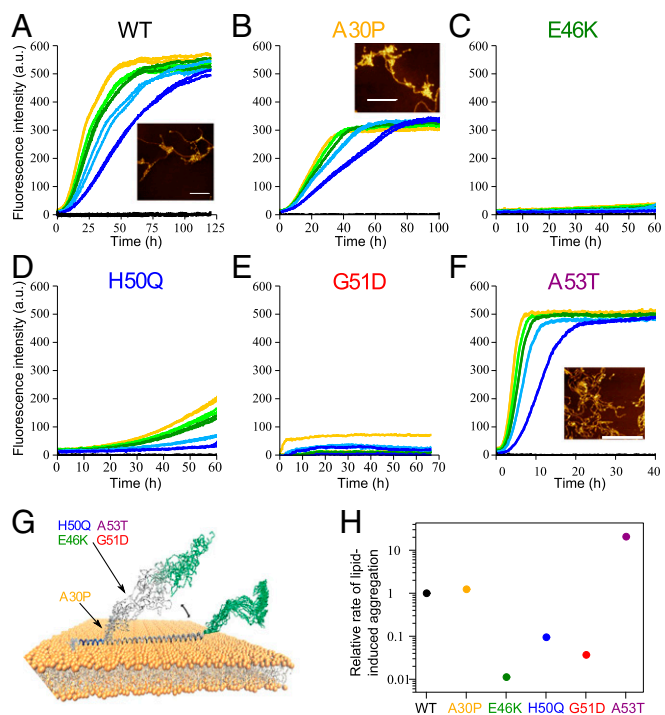 A WT B A30P C E46K
Fluorescence intensity (a.u.)
600
500
400
300
200
100
0
0 25 50 75 100 125
Time (h)
600
500
400
300
200
100
0
0 20 40 60 80 100
Time (h)
600
500
400
300
200
100
0
0 10 20 30 40 50 60
Time (h)
D H50Q E G51D F A53T
Fluorescence intensity (a.u.)
600
500
400
300
200
100
0
0 10 20 30 40 50 60
Time (h)
600
500
400
300
200
100
0
0 10 20 30 40 50 60
Time (h)
600
500
400
300
200
100
0
0 10 20 30 40
Time (h)
G
H50Q A53T
E46K G51D
A30P
H
Relative rate of lipid-
induced aggregation
10
1
0.1
0.01
WT A30P E46K H50Q G51D A53T